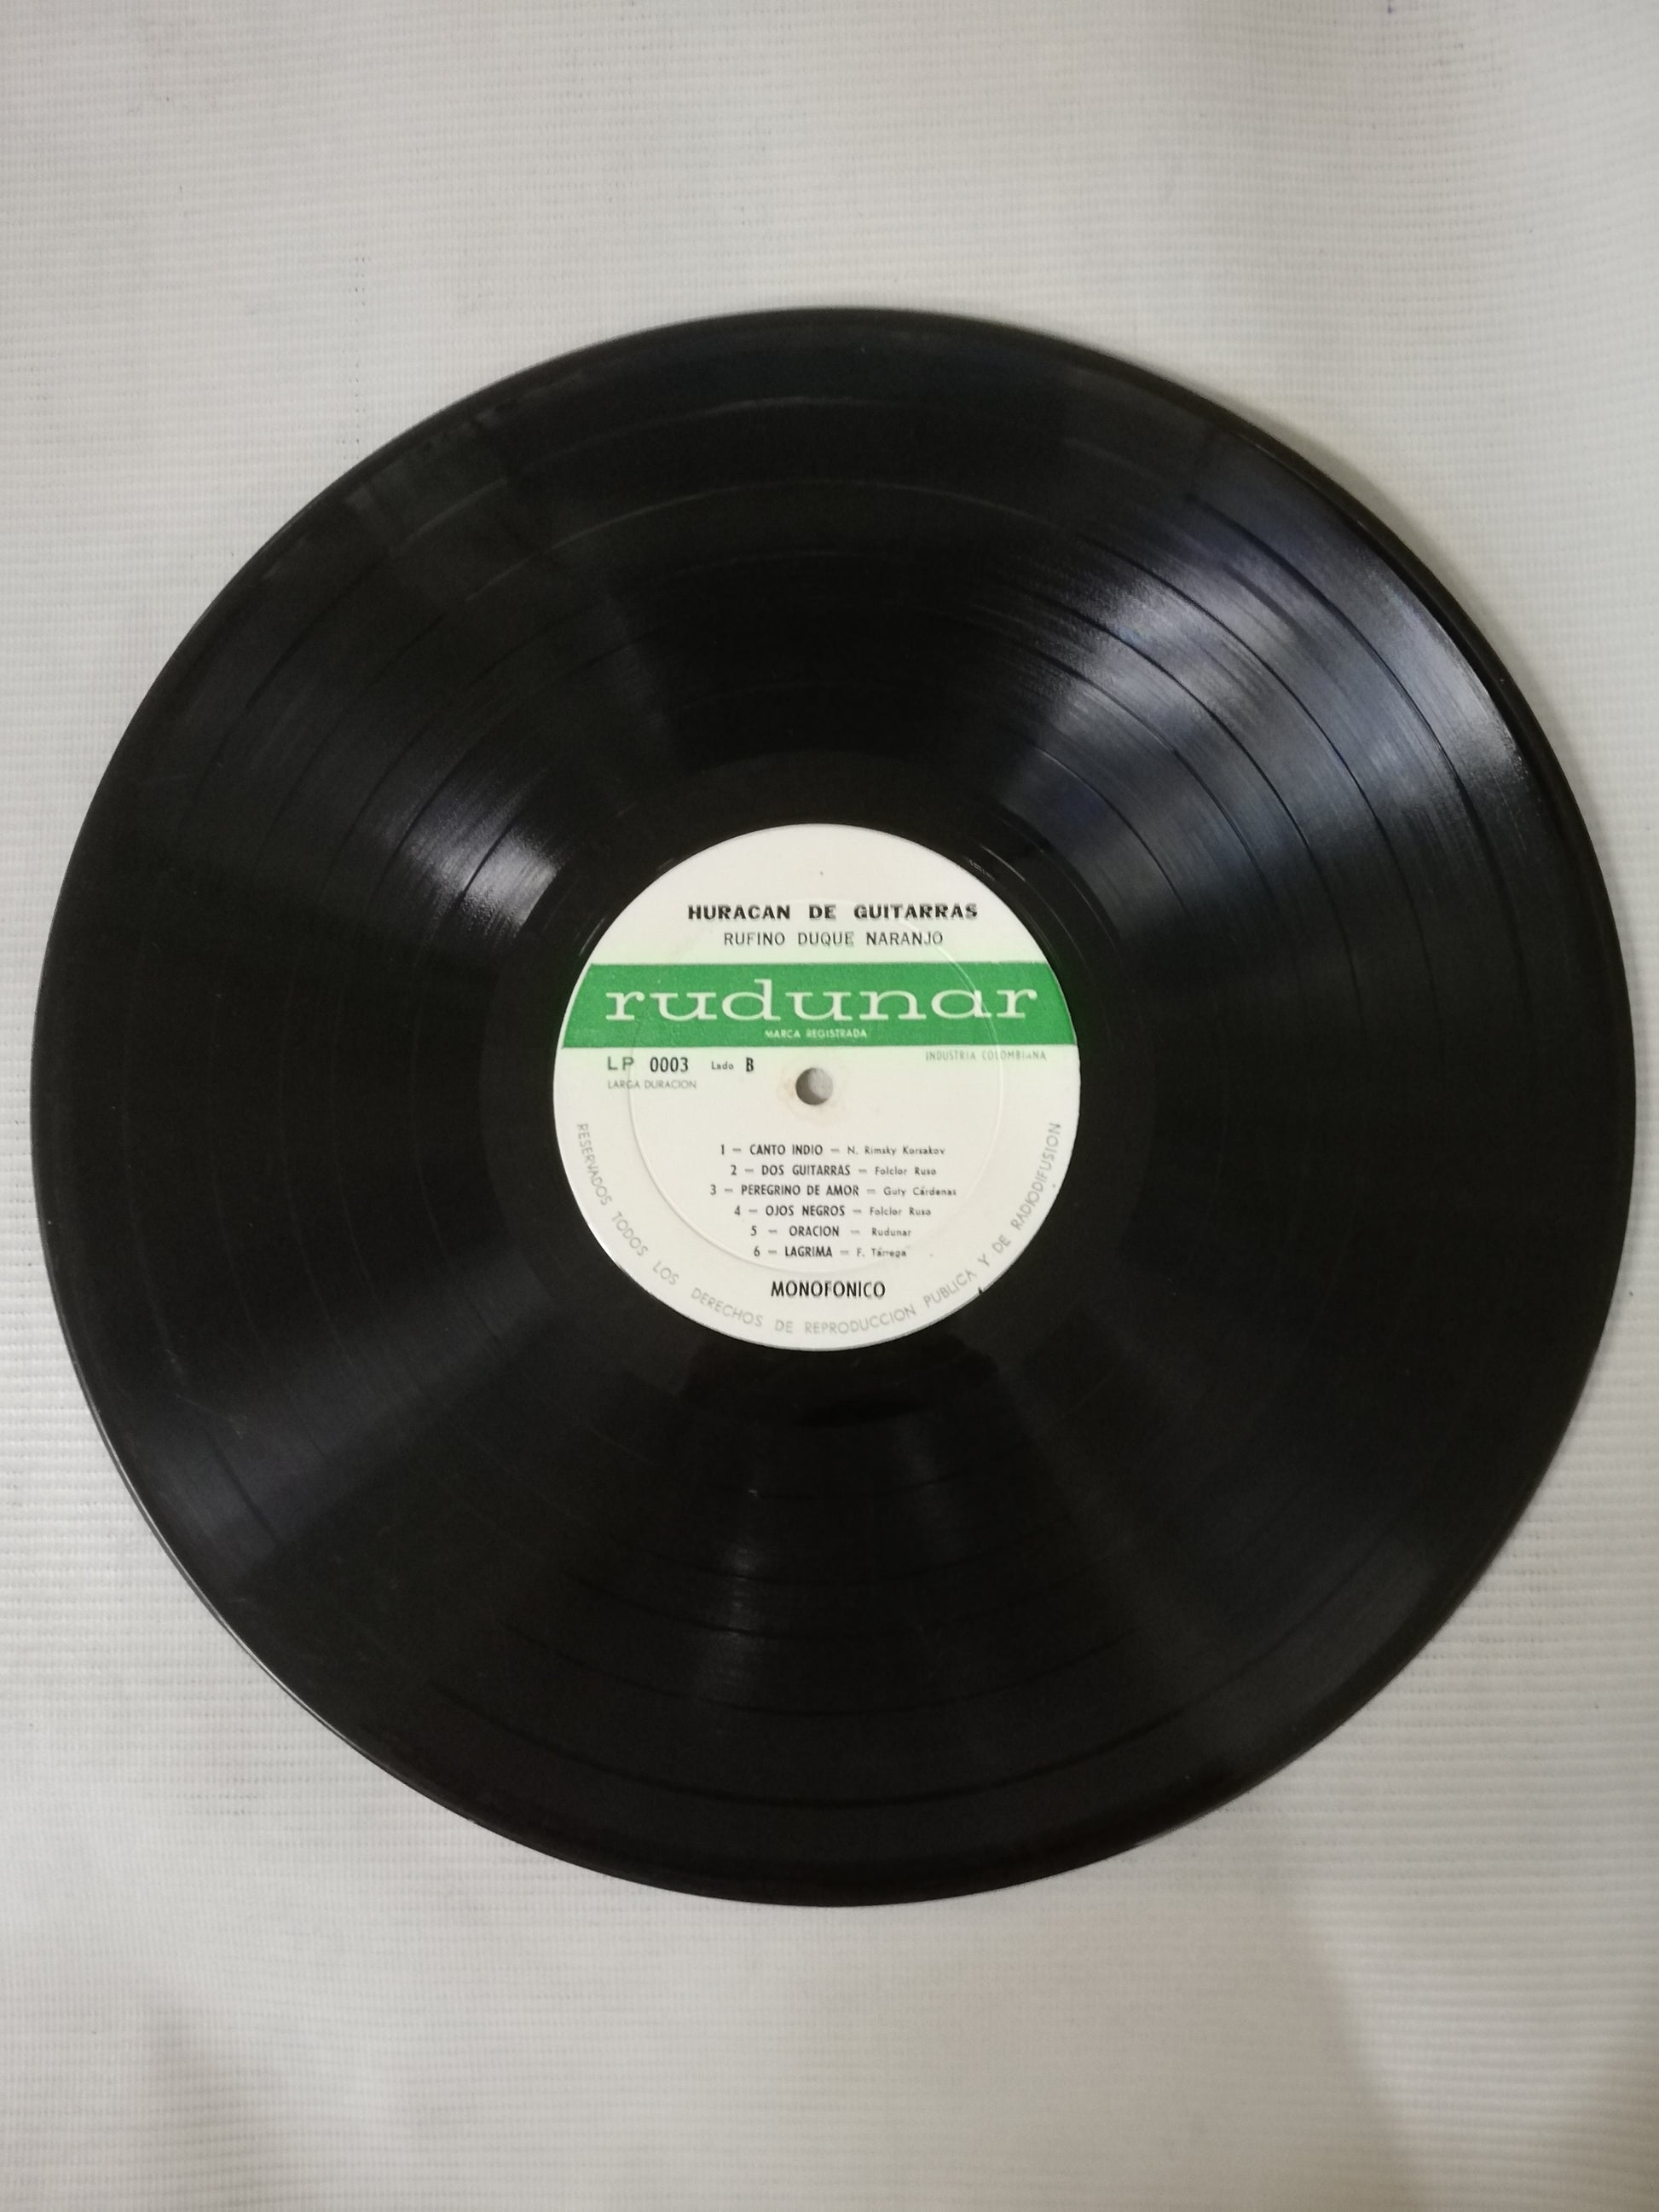 HURACAN DE GUITARRAS
RUFINO DUQUE NARANJO
rudunar
MARCA REGISTRADA
INDUSTRIA COLOMBIANA
LP 0003 Lado B
LARGA DURACION
1 — CANTO INDIO — N. Rimsky Korsakov
2 — DOS GUITARRAS — Folclor Ruso
3 — PEREGRINO DE AMOR — Guty Cárdenas
4 — OJOS NEGROS — Folclor Ruso
5 — ORACION — Rudunar
6 — LAGRIMA — F. Tárrega
MONOFONICO
RESERVADOS TODOS LOS DERECHOS DE REPRODUCCION PUBLICA Y DE RADIODIFUSION